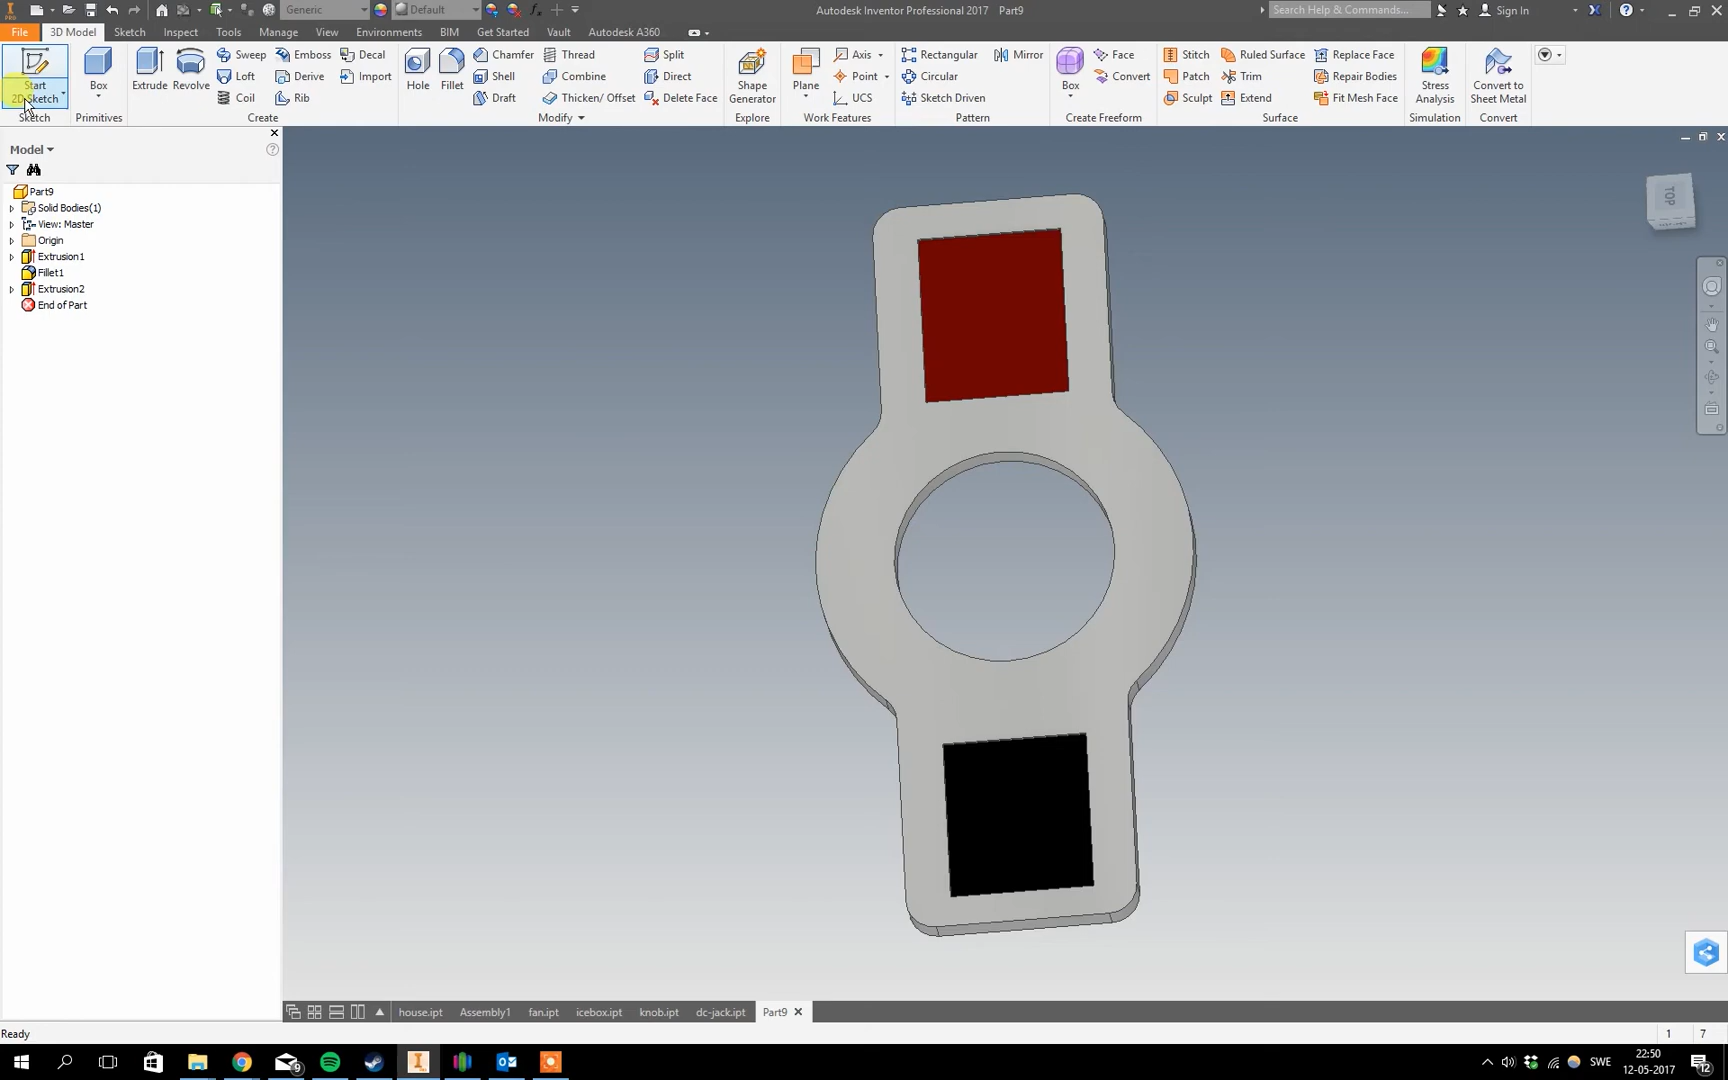 PRO
Generic
Default
Autodesk Inventor Professional 2017 Part9
Search Help & Commands...
Sign In
File
3D Model
Sketch
Inspect
Tools
Manage
View
Environments
BIM
Get Started
Vault
Autodesk A360
Start
2D Sketch
Box
Extrude
Revolve
Sweep
Emboss
Decal
Loft
Derive
Import
Coil
Rib
Hole
Fillet
Chamfer
Thread
Split
Shell
Combine
Direct
Draft
Thicken/ Offset
Delete Face
Shape
Generator
Plane
Axis
Point
UCS
Rectangular
Mirror
Circular
Sketch Driven
Box
Face
Convert
Stitch
Ruled Surface
Replace Face
Patch
Trim
Repair Bodies
Sculpt
Extend
Fit Mesh Face
Stress
Analysis
Convert to
Sheet Metal
Sketch
Primitives
Create
Modify
Explore
Work Features
Pattern
Create Freeform
Surface
Simulation
Convert
Model
Part9
Solid Bodies(1)
View: Master
Origin
Extrusion1
Fillet1
Extrusion2
End of Part
TOP
house.ipt
Assembly1
fan.ipt
icebox.ipt
knob.ipt
dc-jack.ipt
Part9
Ready
1
7
9
SWE
22:50
12-05-2017
12